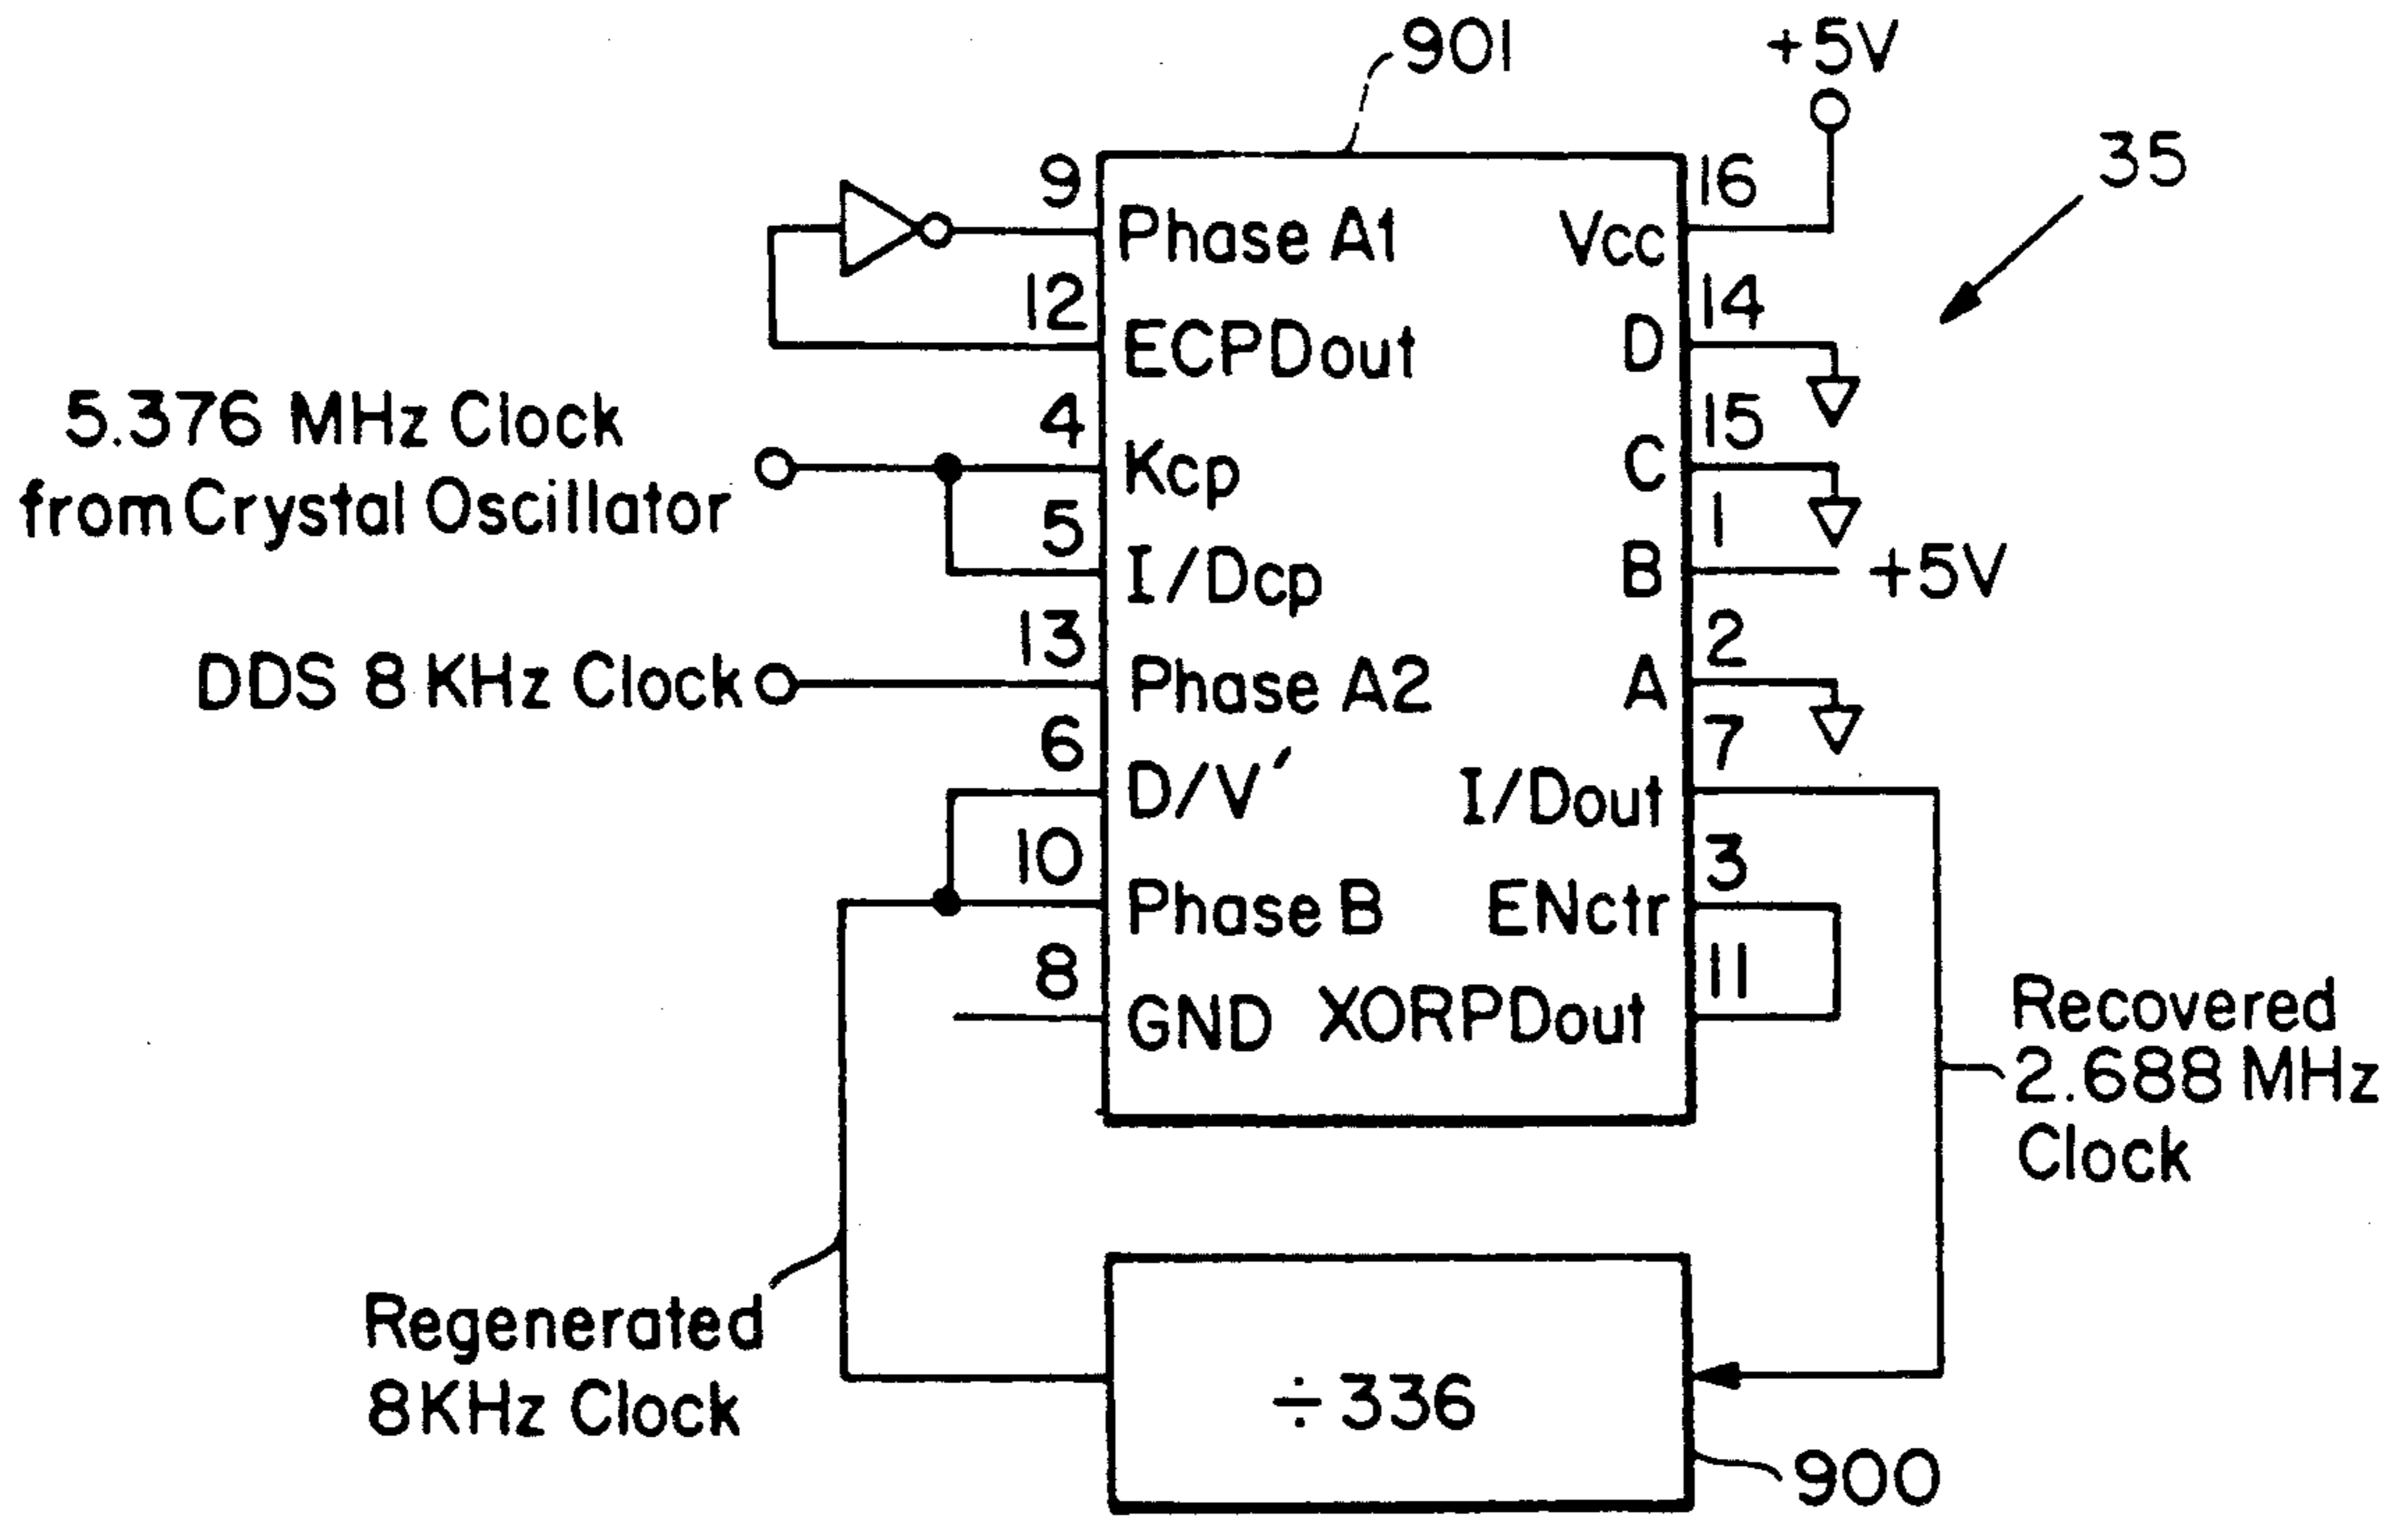 901
+5V
35
9
Phase A1
16
Vcc
12
ECPDout
14
D
5.376 MHz Clock
from Crystal Oscillator
4
Kcp
15
C
5
I/Dcp
1
B
+5V
DDS 8 KHz Clock
13
Phase A2
2
A
6
D/V'
7
I/Dout
10
Phase B
3
ENctr
8
GND
11
XORPDout
Recovered
2.688 MHz
Clock
Regenerated
8KHz Clock
÷336
900